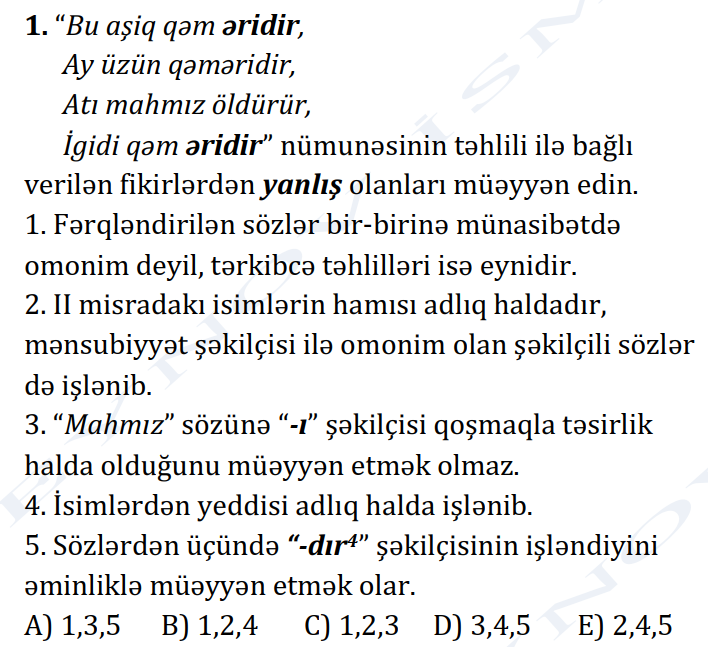 1. “Bu aşiq qəm əridir,
Ay üzün qəməridir,
Atı mahmız öldürür,
İgidi qəm əridir” nümunəsinin təhlili ilə bağlı
verilən fikirlərdən yanlış olanları müəyyən edin.
1. Fərqləndirilən sözlər bir-birinə münasibətdə
omonim deyil, tərkibcə təhlilləri isə eynidir.
2. II misradakı isimlərin hamısı adlıq haldadır,
mənsubiyyət şəkilçisi ilə omonim olan şəkilçili sözlər
də işlənib.
3. “Mahmız” sözünə “-ı” şəkilçisi qoşmaqla təsirlik
halda olduğunu müəyyən etmək olmaz.
4. İsimlərdən yeddisi adlıq halda işlənib.
5. Sözlərdən üçündə “-dır⁴” şəkilçisinin işləndiyini
əminliklə müəyyən etmək olar.
A) 1,3,5 B) 1,2,4 C) 1,2,3 D) 3,4,5 E) 2,4,5